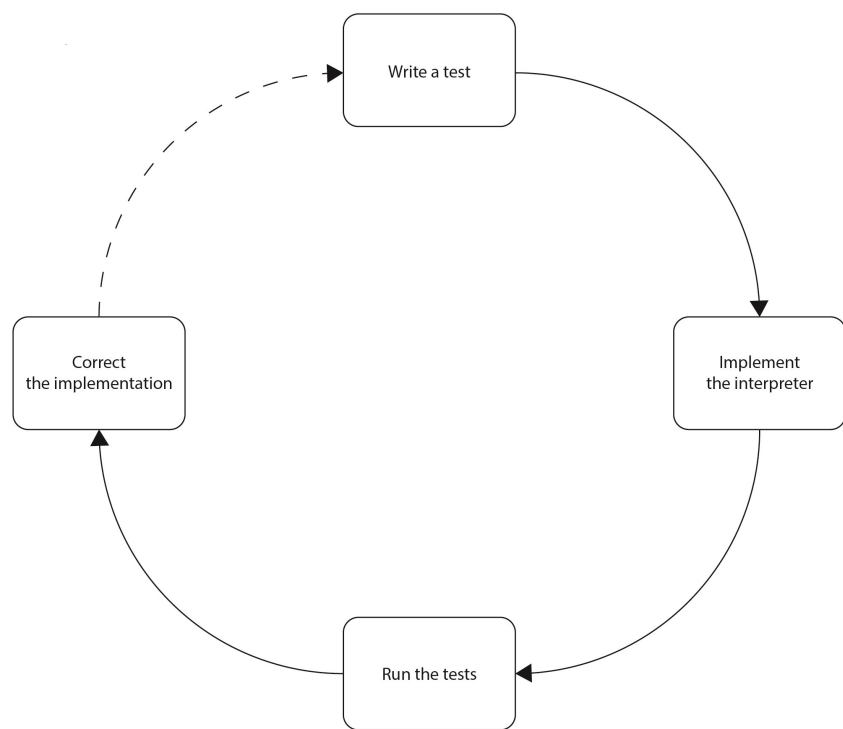 Write a test
Implement
the interpreter
Run the tests
Correct
the implementation